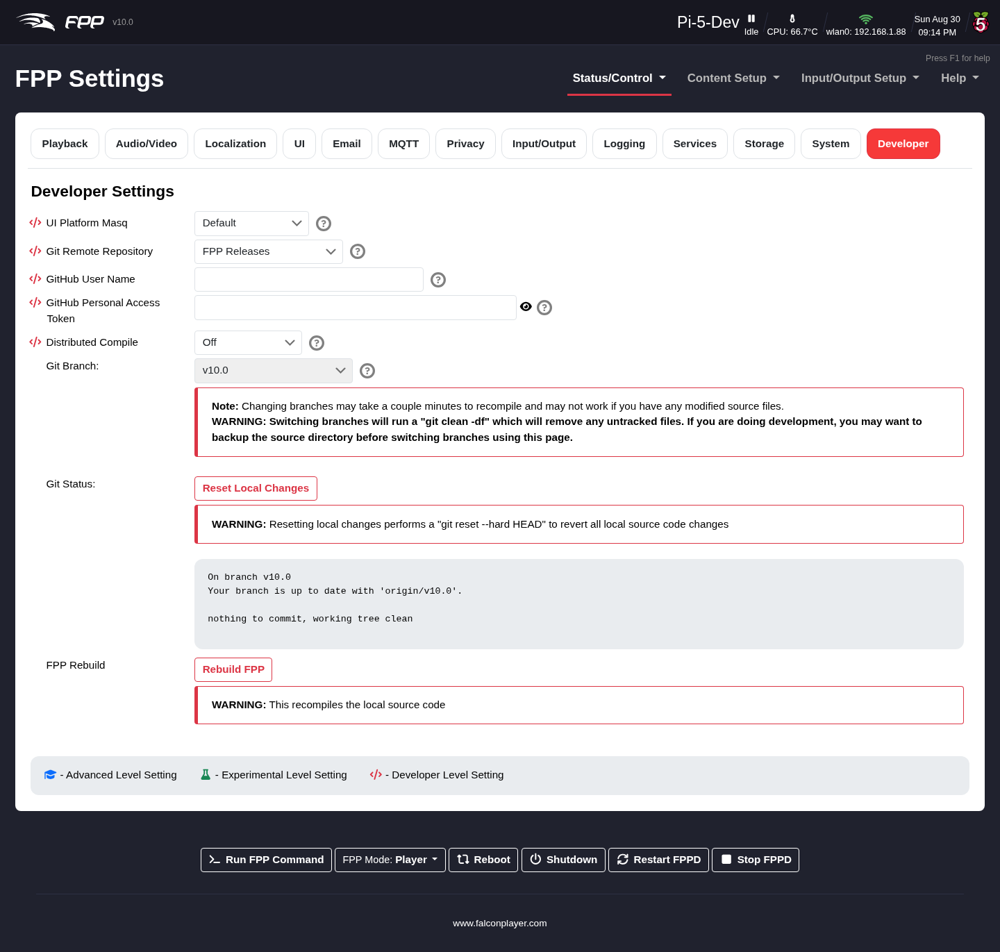 FPP v10.0
Pi-5-Dev
Idle
CPU: 66.7°C
wlan0: 192.168.1.88
Sun Aug 30
09:14 PM
5
Press F1 for help
FPP Settings
Status/Control
Content Setup
Input/Output Setup
Help
Playback
Audio/Video
Localization
UI
Email
MQTT
Privacy
Input/Output
Logging
Services
Storage
System
Developer
Developer Settings
UI Platform Masq
Default
Git Remote Repository
FPP Releases
GitHub User Name
GitHub Personal Access
Token
Distributed Compile
Off
Git Branch:
v10.0
Note: Changing branches may take a couple minutes to recompile and may not work if you have any modified source files.
WARNING: Switching branches will run a "git clean -df" which will remove any untracked files. If you are doing development, you may want to
backup the source directory before switching branches using this page.
Git Status:
Reset Local Changes
WARNING: Resetting local changes performs a "git reset --hard HEAD" to revert all local source code changes
On branch v10.0
Your branch is up to date with 'origin/v10.0'.
nothing to commit, working tree clean
FPP Rebuild
Rebuild FPP
WARNING: This recompiles the local source code
- Advanced Level Setting
- Experimental Level Setting
- Developer Level Setting
Run FPP Command
FPP Mode: Player
Reboot
Shutdown
Restart FPPD
Stop FPPD
www.falconplayer.com